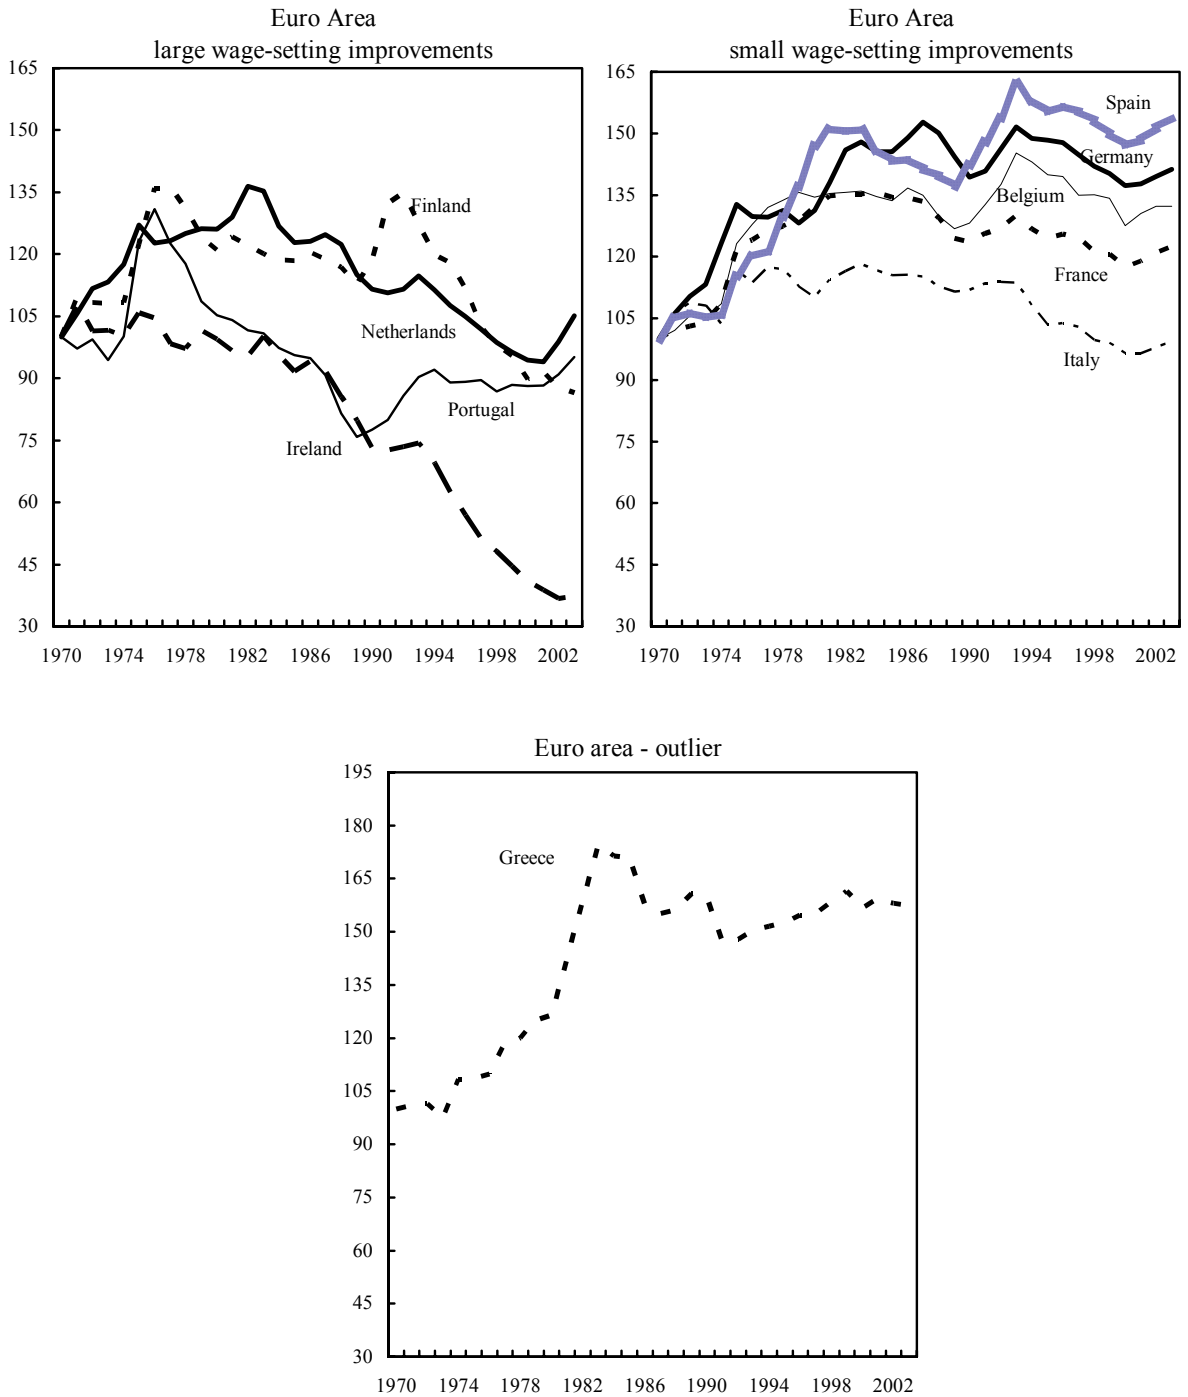 Euro Area
large wage-setting improvements
165
150
135
120
105
90
75
60
45
30
Finland
Netherlands
Portugal
Ireland
1970 1974 1978 1982 1986 1990 1994 1998 2002
Euro Area
small wage-setting improvements
165
150
135
120
105
90
75
60
45
30
Spain
Germany
Belgium
France
Italy
1970 1974 1978 1982 1986 1990 1994 1998 2002
Euro area - outlier
195
180
165
150
135
120
105
90
75
60
45
30
Greece
1970 1974 1978 1982 1986 1990 1994 1998 2002